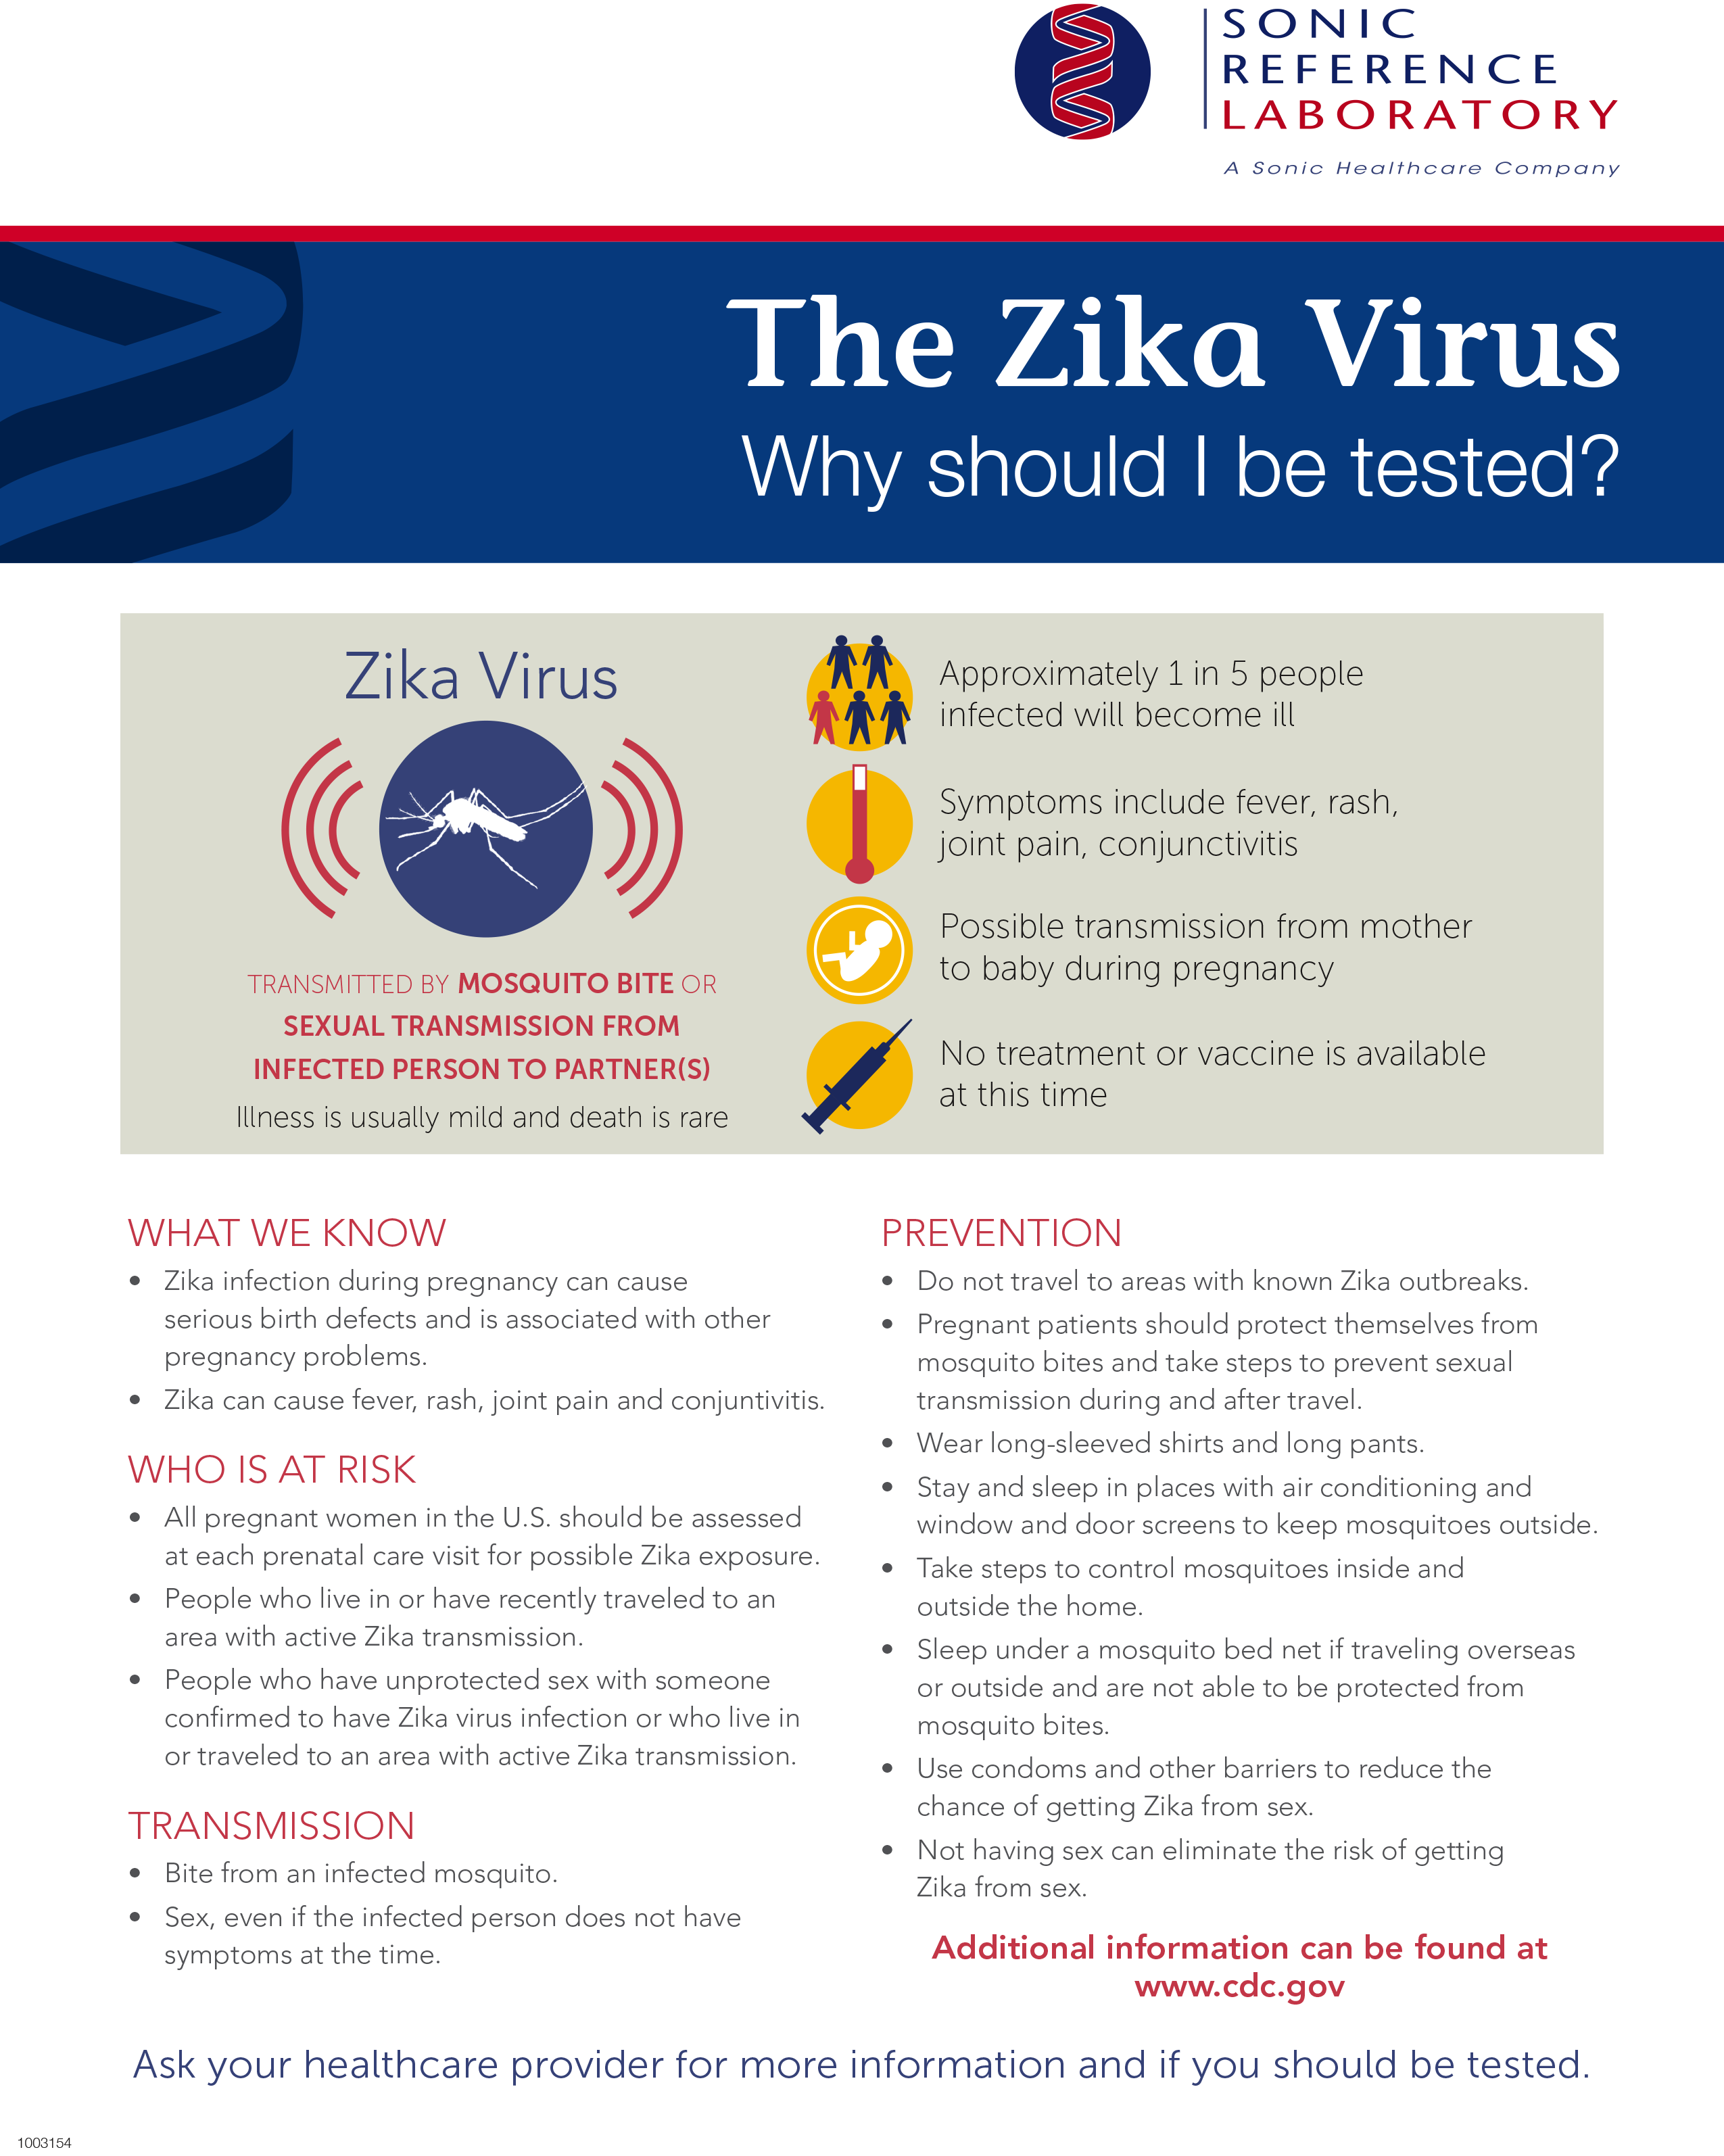 SONIC
REFERENCE
LABORATORY
A Sonic Healthcare Company
The Zika Virus
Why should I be tested?
Zika Virus
TRANSMITTED BY MOSQUITO BITE OR
SEXUAL TRANSMISSION FROM
INFECTED PERSON TO PARTNER(S)
Illness is usually mild and death is rare
Approximately 1 in 5 people
infected will become ill
Symptoms include fever, rash,
joint pain, conjunctivitis
Possible transmission from mother
to baby during pregnancy
No treatment or vaccine is available
at this time
WHAT WE KNOW
• Zika infection during pregnancy can cause
serious birth defects and is associated with other
pregnancy problems.
• Zika can cause fever, rash, joint pain and conjuntivitis.
WHO IS AT RISK
• All pregnant women in the U.S. should be assessed
at each prenatal care visit for possible Zika exposure.
• People who live in or have recently traveled to an
area with active Zika transmission.
• People who have unprotected sex with someone
confirmed to have Zika virus infection or who live in
or traveled to an area with active Zika transmission.
TRANSMISSION
• Bite from an infected mosquito.
• Sex, even if the infected person does not have
symptoms at the time.
PREVENTION
• Do not travel to areas with known Zika outbreaks.
• Pregnant patients should protect themselves from
mosquito bites and take steps to prevent sexual
transmission during and after travel.
• Wear long-sleeved shirts and long pants.
• Stay and sleep in places with air conditioning and
window and door screens to keep mosquitoes outside.
• Take steps to control mosquitoes inside and
outside the home.
• Sleep under a mosquito bed net if traveling overseas
or outside and are not able to be protected from
mosquito bites.
• Use condoms and other barriers to reduce the
chance of getting Zika from sex.
• Not having sex can eliminate the risk of getting
Zika from sex.
Additional information can be found at
www.cdc.gov
Ask your healthcare provider for more information and if you should be tested.
1003154